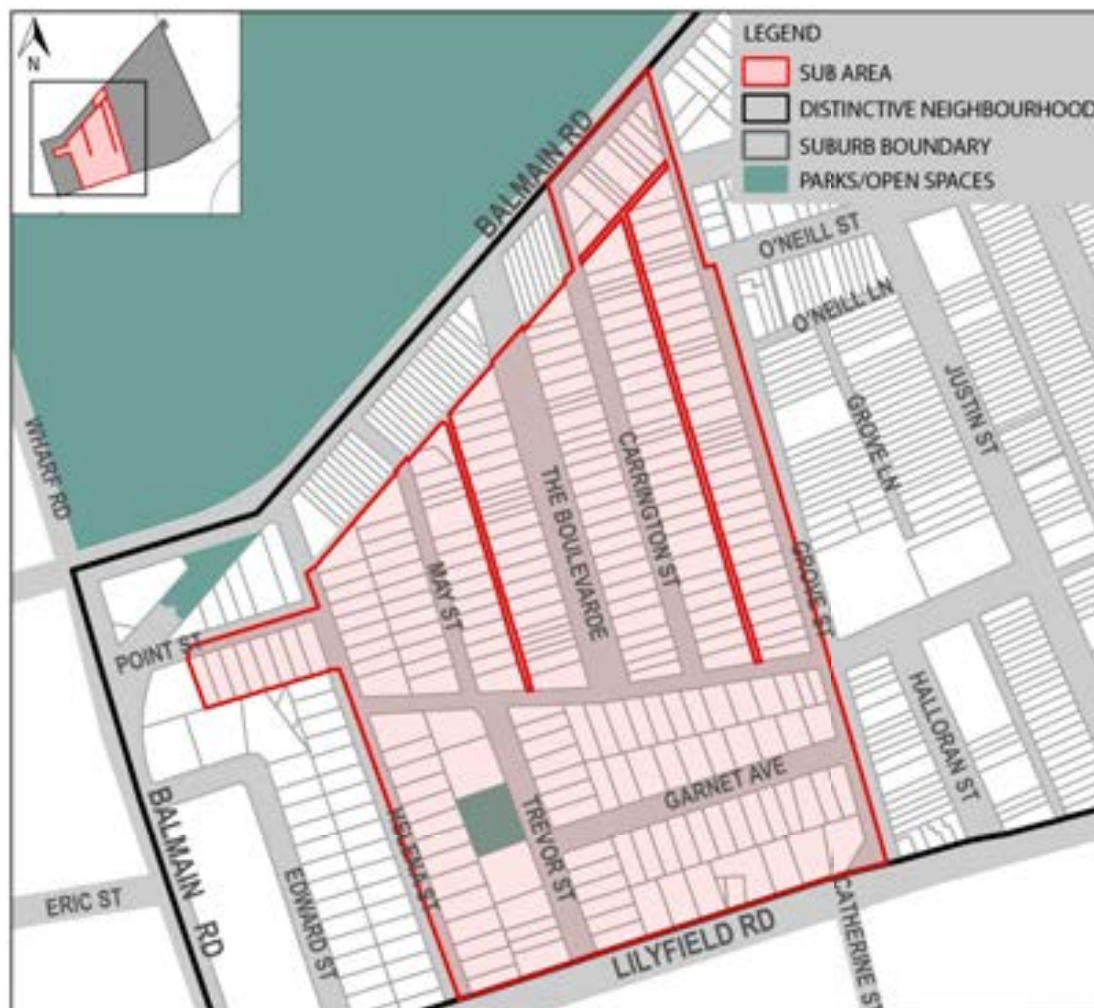 N
LEGEND
SUB AREA
DISTINCTIVE NEIGHBOURHOOD
SUBURB BOUNDARY
PARKS/OPEN SPACES
BALMAIN RD
O'NEILL ST
O'NEILL LN
JUSTIN ST
GROVE LN
WHARF RD
CARRINGTON ST
THE BOULEVARDE
MAY ST
GROVE ST
POINT ST
HALLORAN ST
GARNET AVE
TREVOR ST
HELENA ST
BALMAIN RD
EDWARD ST
ERIC ST
LILYFIELD RD
CATHERINE ST